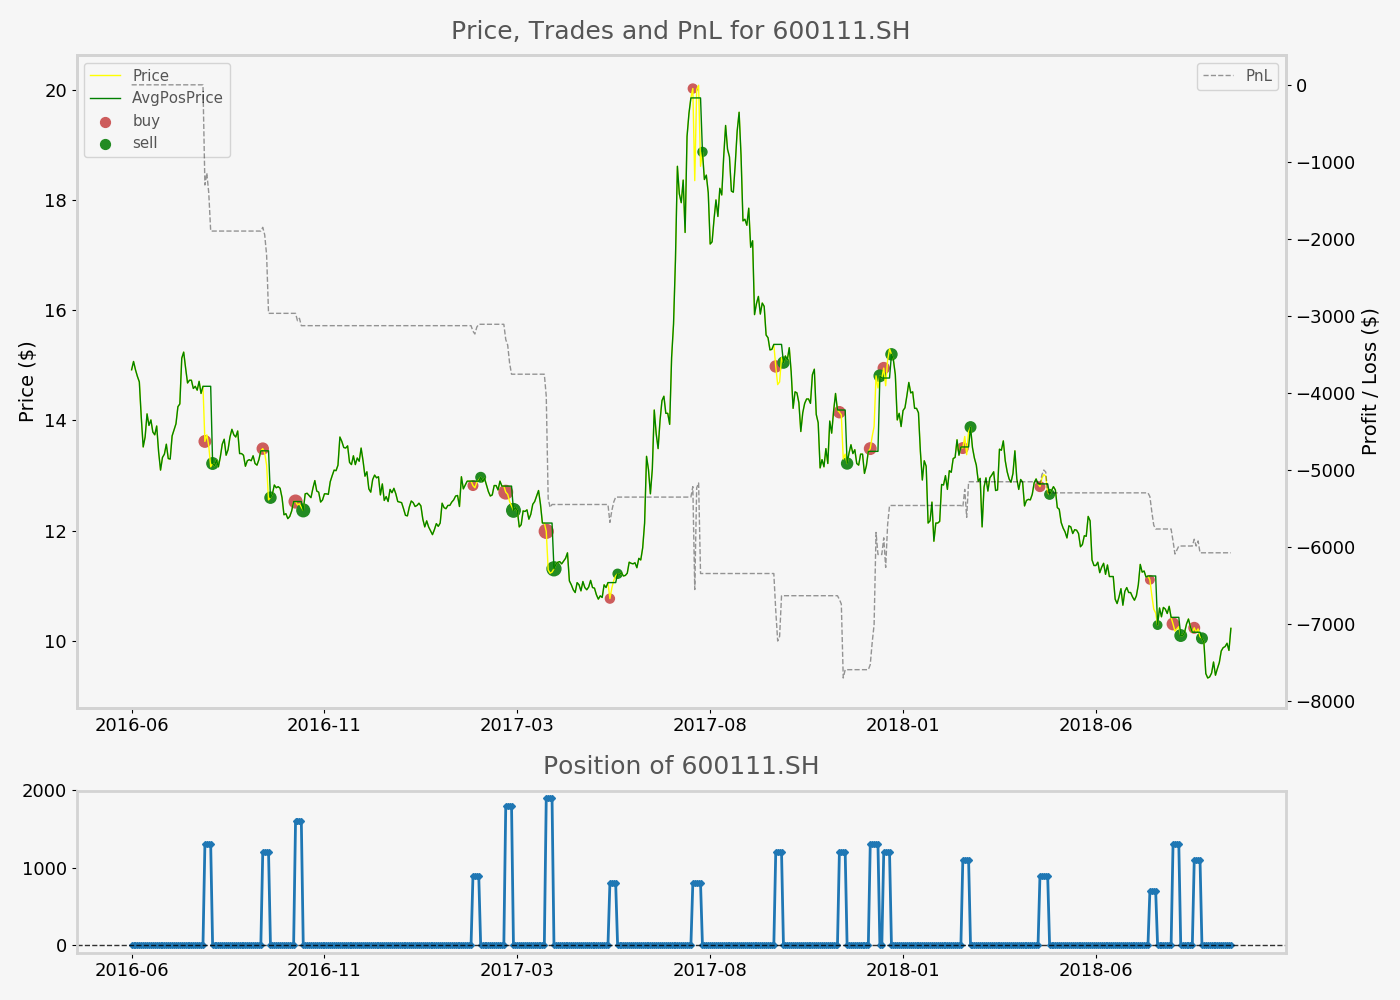 Price, Trades and PnL for 600111.SH
Price
AvgPosPrice
buy
sell
PnL
20
18
16
14
12
10
Price ($)
0
−1000
−2000
−3000
−4000
−5000
−6000
−7000
−8000
Profit / Loss ($)
2016-06 2016-11 2017-03 2017-08 2018-01 2018-06
Position of 600111.SH
2000
1000
0
2016-06 2016-11 2017-03 2017-08 2018-01 2018-06